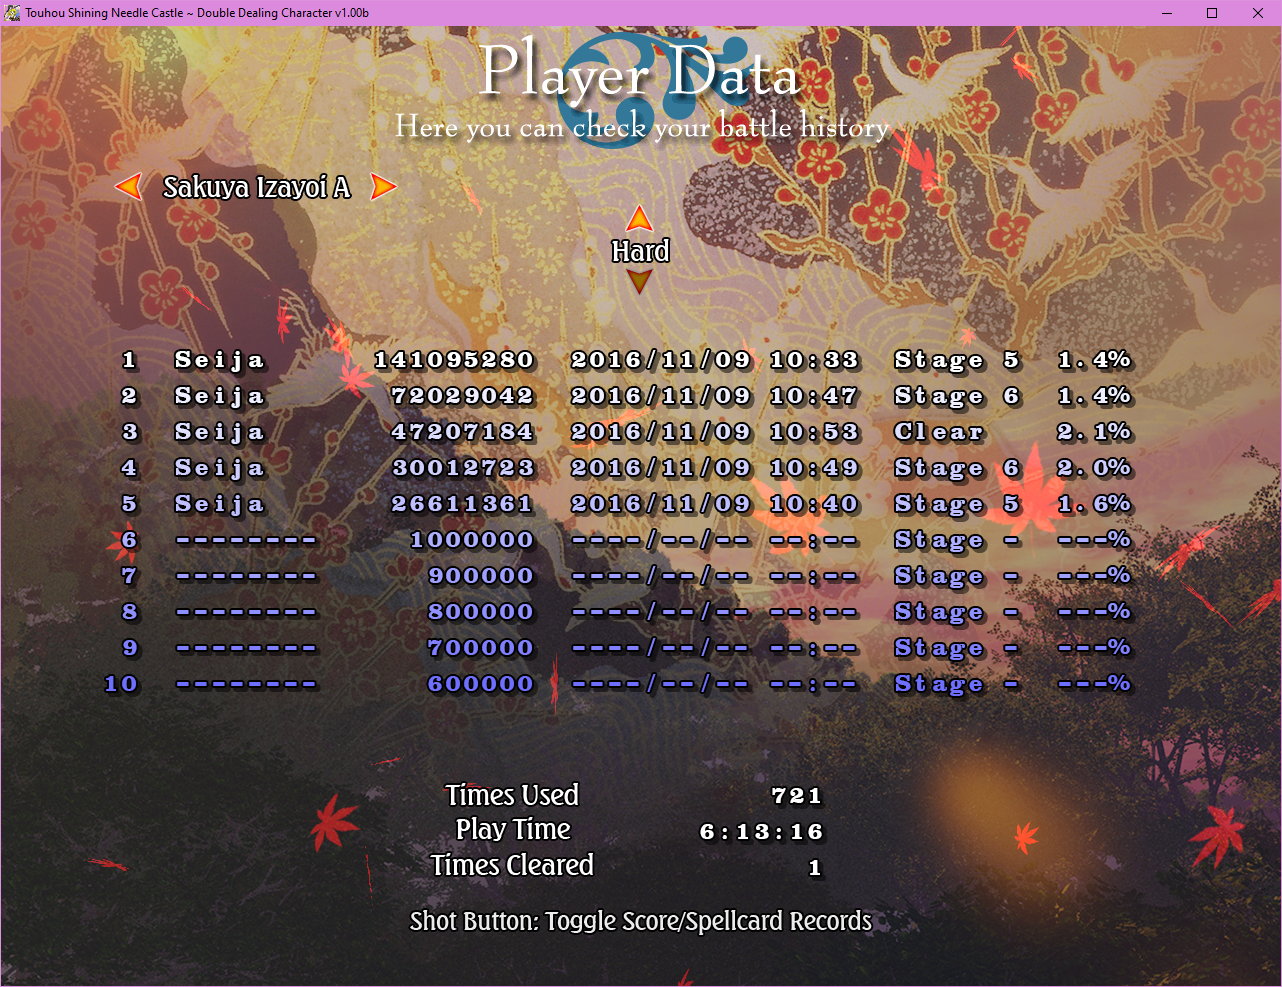 Touhou Shining Needle Castle ~ Double Dealing Character v1.00b
Player Data
Here you can check your battle history
Sakuya Izayoi A
Hard
1 Seija 141095280 2016/11/09 10:33 Stage 5 1.4%
2 Seija 72029042 2016/11/09 10:47 Stage 6 1.4%
3 Seija 47207184 2016/11/09 10:53 Clear 2.1%
4 Seija 30012723 2016/11/09 10:49 Stage 6 2.0%
5 Seija 26611361 2016/11/09 10:40 Stage 5 1.6%
6 -------- 1000000 ----/--/-- --:-- Stage - ---%
7 -------- 900000 ----/--/-- --:-- Stage - ---%
8 -------- 800000 ----/--/-- --:-- Stage - ---%
9 -------- 700000 ----/--/-- --:-- Stage - ---%
10 -------- 600000 ----/--/-- --:-- Stage - ---%
Times Used 721
Play Time 6:13:16
Times Cleared 1
Shot Button: Toggle Score/Spellcard Records